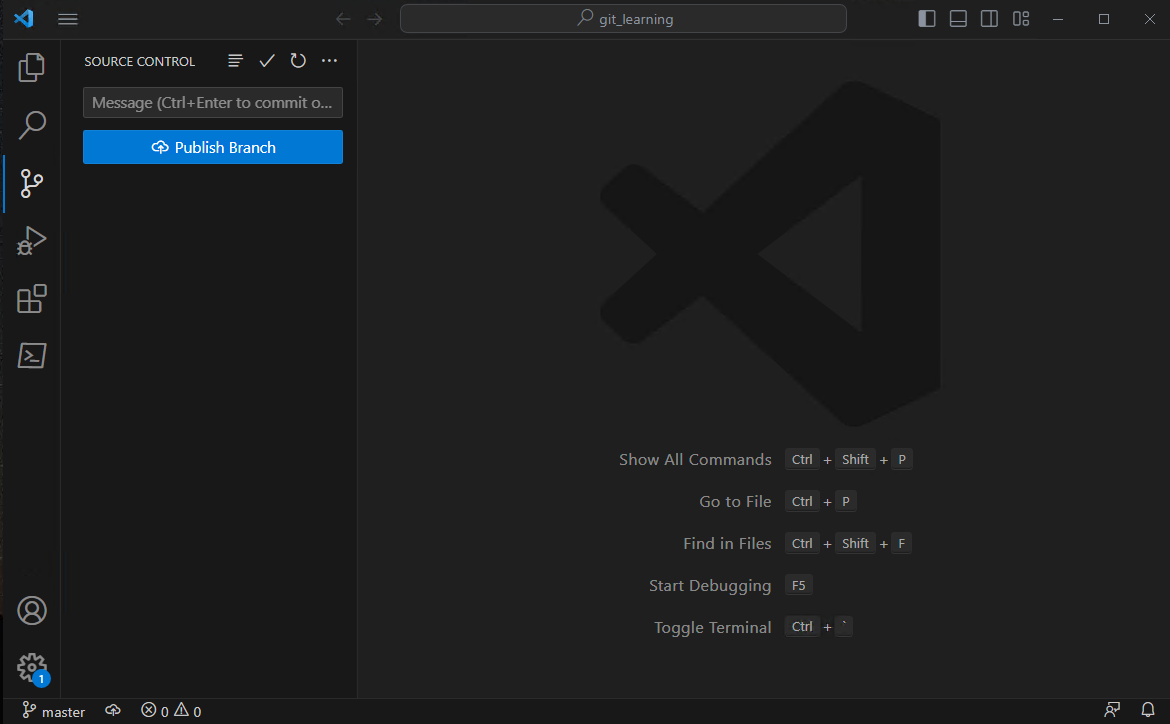 git_learning
SOURCE CONTROL
Message (Ctrl+Enter to commit o...
Publish Branch
Show All Commands Ctrl + Shift + P
Go to File Ctrl + P
Find in Files Ctrl + Shift + F
Start Debugging F5
Toggle Terminal Ctrl + `
1
master 0 0